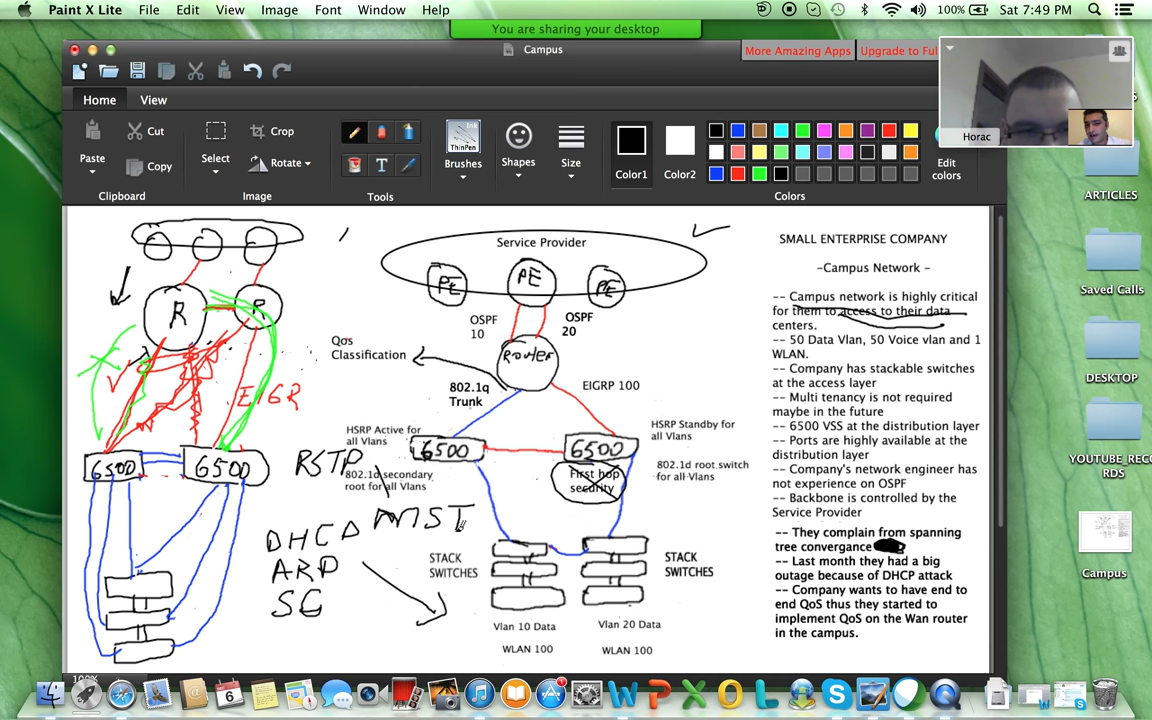 Paint X Lite File Edit View Image Font Window Help
100% Sat 7:49 PM
You are sharing your desktop
Campus
More Amazing Apps
Upgrade to Ful
Home View
Paste
Cut
Copy
Clipboard
Select
Crop
Rotate
Image
Tools
Brushes
Ink
ThinPen
Shapes
Size
Color1
Color2
Edit colors
Colors
Horac
ARTICLES
Saved Calls
DESKTOP
YOUTUBE_RECO
RDS
Campus
R
R
EIGR
6500
6500
RSTP
MST
DHCP
ARP
SG
Service Provider
PE
PE
PE
OSPF
10
OSPF
20
Qos
Classification
Router
802.1q
Trunk
EIGRP 100
HSRP Active for
all Vlans
6500
6500
HSRP Standby for
all Vlans
802.1d secondary
root for all Vlans
First hop
security
802.1d root switch
for all Vlans
STACK
SWITCHES
STACK
SWITCHES
Vlan 10 Data
Vlan 20 Data
WLAN 100
WLAN 100
SMALL ENTERPRISE COMPANY
-Campus Network -
-- Campus network is highly critical
for them to access to their data
centers.
-- 50 Data Vlan, 50 Voice vlan and 1
WLAN.
-- Company has stackable switches
at the access layer
-- Multi tenancy is not required
maybe in the future
-- 6500 VSS at the distribution layer
-- Ports are highly available at the
distribution layer
-- Company's network engineer has
not experience on OSPF
-- Backbone is controlled by the
Service Provider
-- They complain from spanning
tree convergance
-- Last month they had a big
outage because of DHCP attack
-- Company wants to have end to
end QoS thus they started to
implement QoS on the Wan router
in the campus.
100%